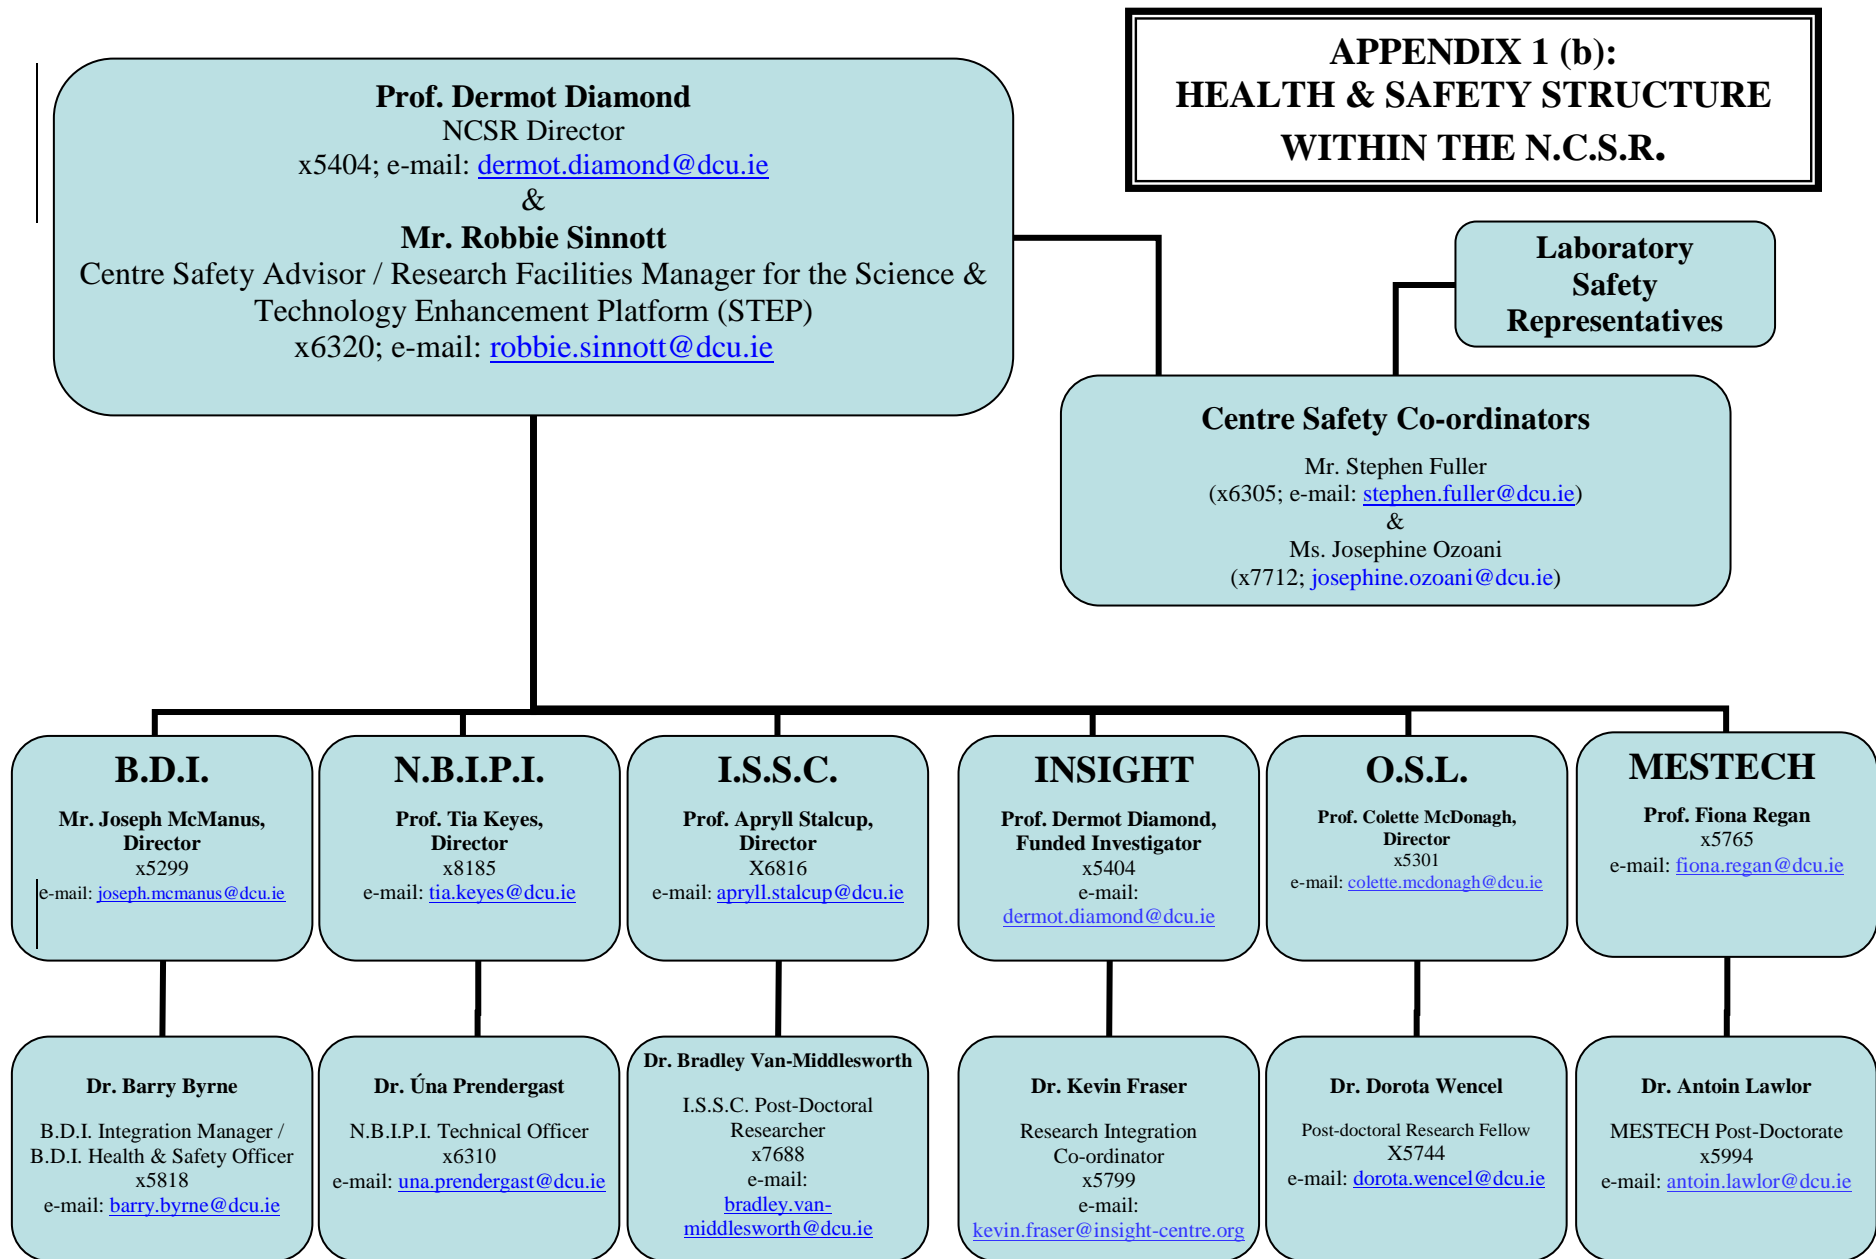 APPENDIX 1 (b):
HEALTH & SAFETY STRUCTURE
WITHIN THE N.C.S.R.
Prof. Dermot Diamond
NCSR Director
x5404; e-mail: dermot.diamond@dcu.ie
&
Mr. Robbie Sinnott
Centre Safety Advisor / Research Facilities Manager for the Science &
Technology Enhancement Platform (STEP)
x6320; e-mail: robbie.sinnott@dcu.ie
Laboratory
Safety
Representatives
Centre Safety Co-ordinators
Mr. Stephen Fuller
(x6305; e-mail: stephen.fuller@dcu.ie)
&
Ms. Josephine Ozoani
(x7712; josephine.ozoani@dcu.ie)
B.D.I.
Mr. Joseph McManus,
Director
x5299
e-mail: joseph.mcmanus@dcu.ie
N.B.I.P.I.
Prof. Tia Keyes,
Director
x8185
e-mail: tia.keyes@dcu.ie
I.S.S.C.
Prof. Apryll Stalcup,
Director
X6816
e-mail: apryll.stalcup@dcu.ie
INSIGHT
Prof. Dermot Diamond,
Funded Investigator
x5404
e-mail:
dermot.diamond@dcu.ie
O.S.L.
Prof. Colette McDonagh,
Director
x5301
e-mail: colette.mcdonagh@dcu.ie
MESTECH
Prof. Fiona Regan
x5765
e-mail: fiona.regan@dcu.ie
Dr. Barry Byrne
B.D.I. Integration Manager /
B.D.I. Health & Safety Officer
x5818
e-mail: barry.byrne@dcu.ie
Dr. Úna Prendergast
N.B.I.P.I. Technical Officer
x6310
e-mail: una.prendergast@dcu.ie
Dr. Bradley Van-Middlesworth
I.S.S.C. Post-Doctoral
Researcher
x7688
e-mail:
bradley.van-
middlesworth@dcu.ie
Dr. Kevin Fraser
Research Integration
Co-ordinator
x5799
e-mail:
kevin.fraser@insight-centre.org
Dr. Dorota Wencel
Post-doctoral Research Fellow
X5744
e-mail: dorota.wencel@dcu.ie
Dr. Antoin Lawlor
MESTECH Post-Doctorate
x5994
e-mail: antoin.lawlor@dcu.ie